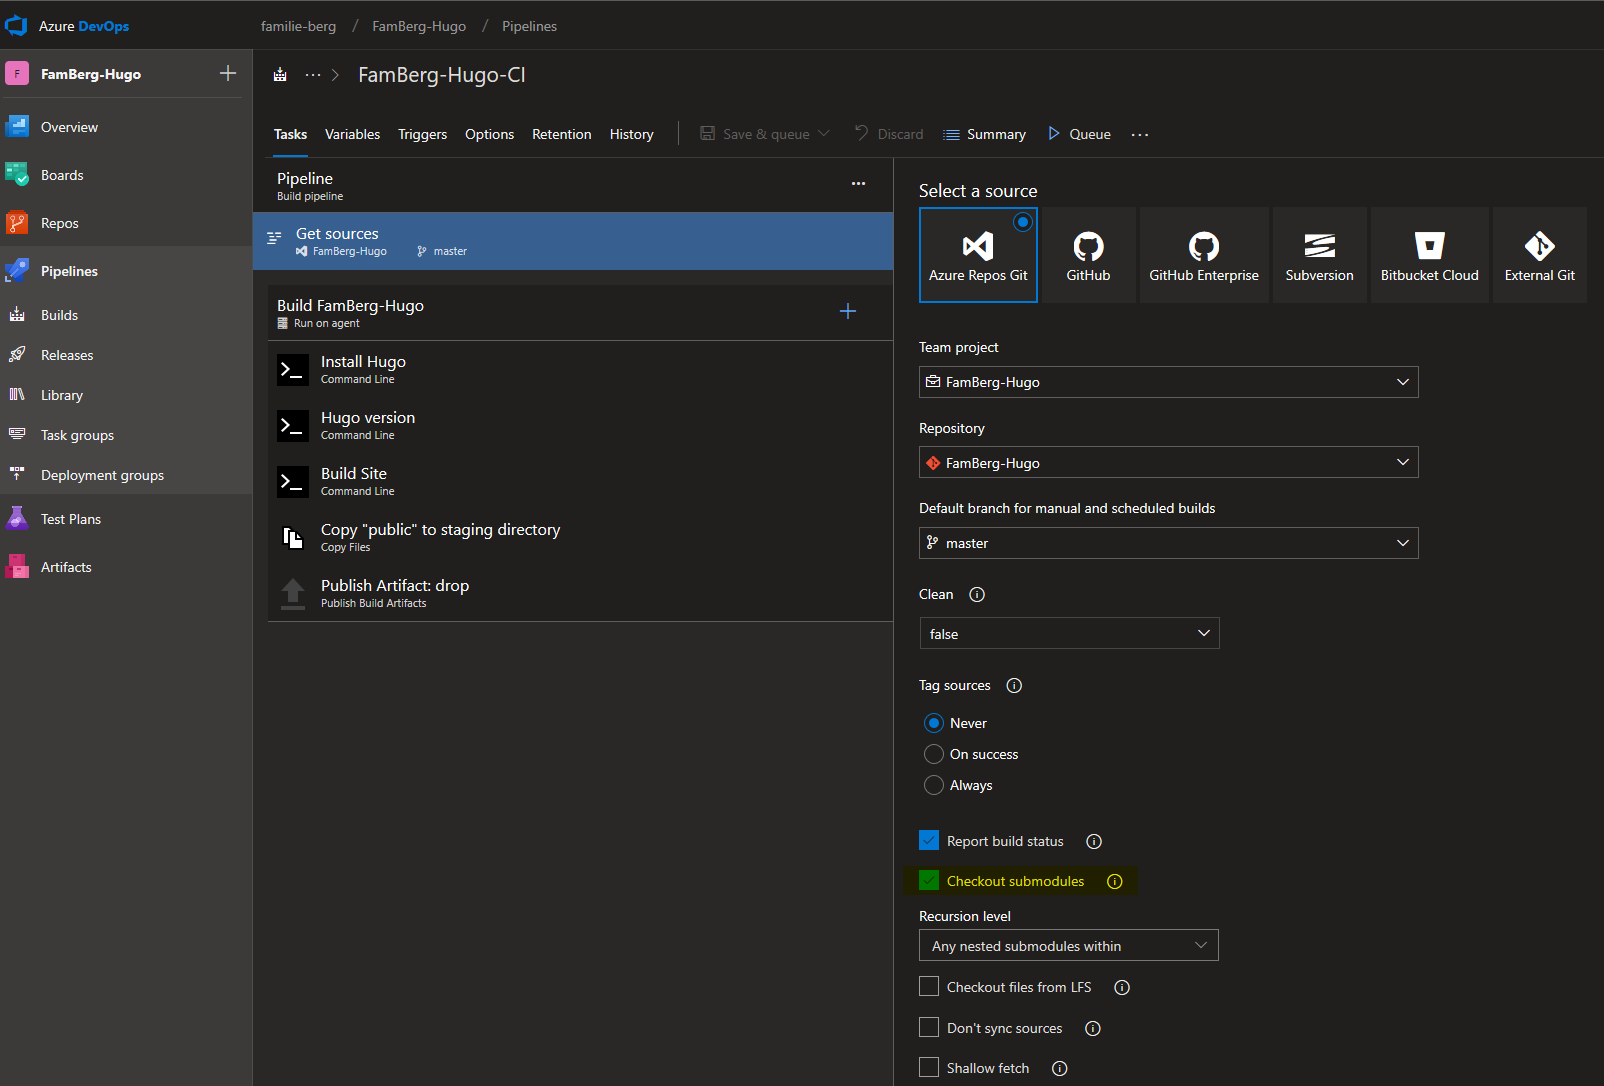 Azure DevOps
familie-berg / FamBerg-Hugo / Pipelines
F FamBerg-Hugo
Overview
Boards
Repos
Pipelines
Builds
Releases
Library
Task groups
Deployment groups
Test Plans
Artifacts
··· > FamBerg-Hugo-CI
Tasks Variables Triggers Options Retention History Save & queue Discard Summary Queue ···
Pipeline
Build pipeline
Get sources
FamBerg-Hugo master
Build FamBerg-Hugo
Run on agent
Install Hugo
Command Line
Hugo version
Command Line
Build Site
Command Line
Copy "public" to staging directory
Copy Files
Publish Artifact: drop
Publish Build Artifacts
Select a source
Azure Repos Git GitHub GitHub Enterprise Subversion Bitbucket Cloud External Git
Team project
FamBerg-Hugo
Repository
FamBerg-Hugo
Default branch for manual and scheduled builds
master
Clean
false
Tag sources
Never
On success
Always
Report build status
Checkout submodules
Recursion level
Any nested submodules within
Checkout files from LFS
Don't sync sources
Shallow fetch